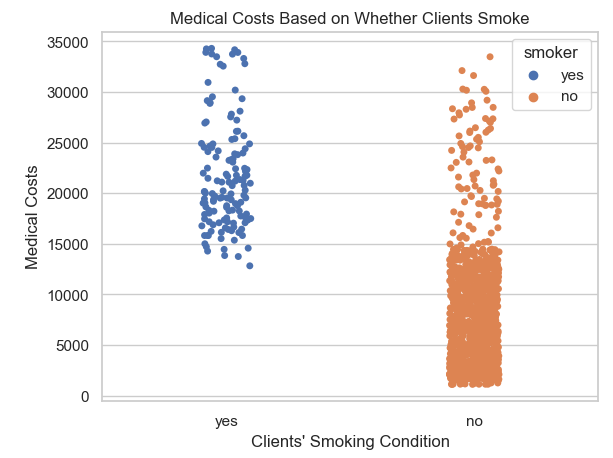 Medical Costs Based on Whether Clients Smoke
35000
30000
25000
20000
15000
10000
5000
0
Medical Costs
smoker
yes
no
yes no
Clients' Smoking Condition